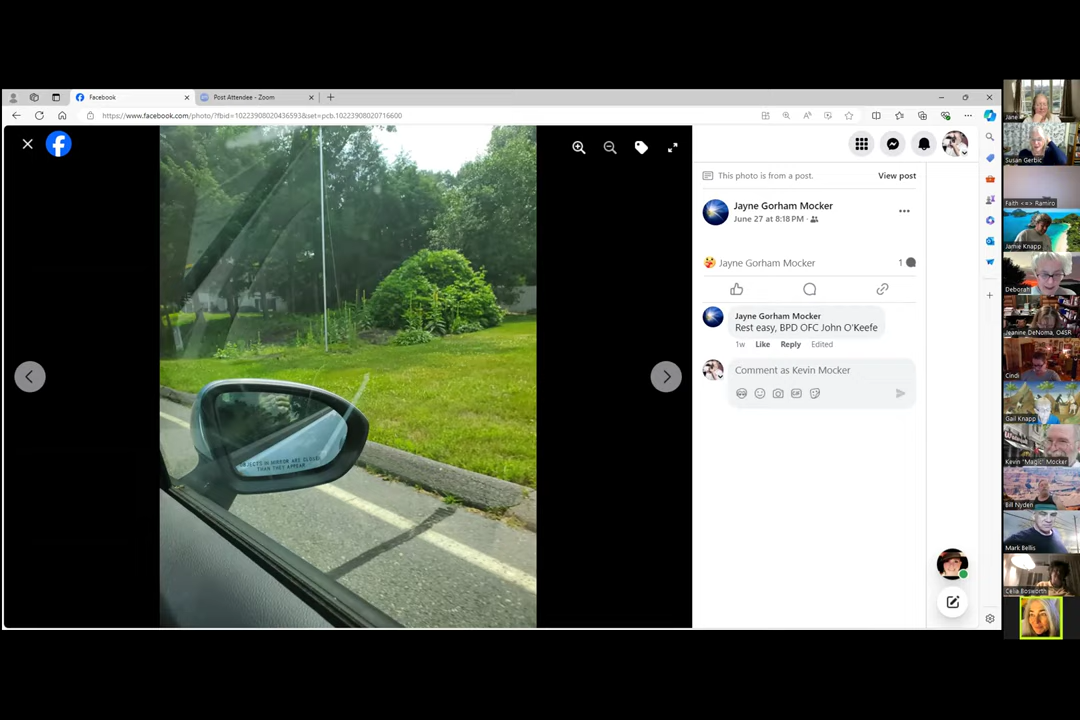 Facebook
Post Attendee - Zoom
https://www.facebook.com/photo/?fbid=10223908020436593&set=pcb.10223908020716600
This photo is from a post.
View post
Jayne Gorham Mocker
June 27 at 8:18 PM
Jayne Gorham Mocker
1
Jayne Gorham Mocker
Rest easy, BPD OFC John O'Keefe
1w Like Reply Edited
Comment as Kevin Mocker
GIF
OBJECTS IN MIRROR ARE CLOSER
THAN THEY APPEAR
Jane
Susan Gerbic
Faith <=> Ramiro
Jamie Knapp
Deborah
Jeanine DeNoma, O4SR
Cindi
Gail Knapp
Kevin "Magic" Mocker
Bill Nyden
Mark Bellis
Celia Bosworth